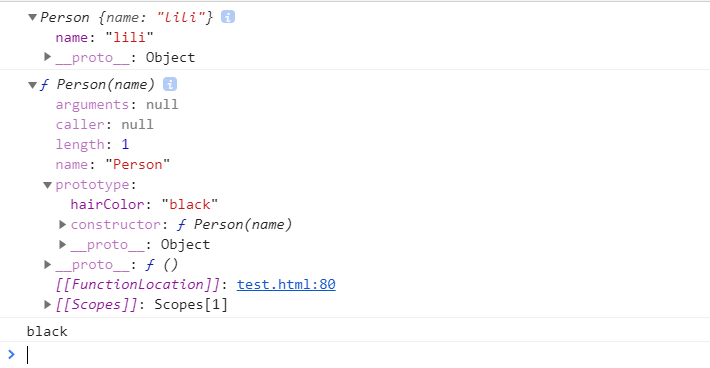 ▼Person {name: "lili"} i
name: "lili"
▶__proto__: Object
▼ƒ Person(name) i
arguments: null
caller: null
length: 1
name: "Person"
▼prototype:
hairColor: "black"
▶constructor: ƒ Person(name)
▶__proto__: Object
▶__proto__: ƒ ()
[[FunctionLocation]]: test.html:80
▶[[Scopes]]: Scopes[1]
black
>